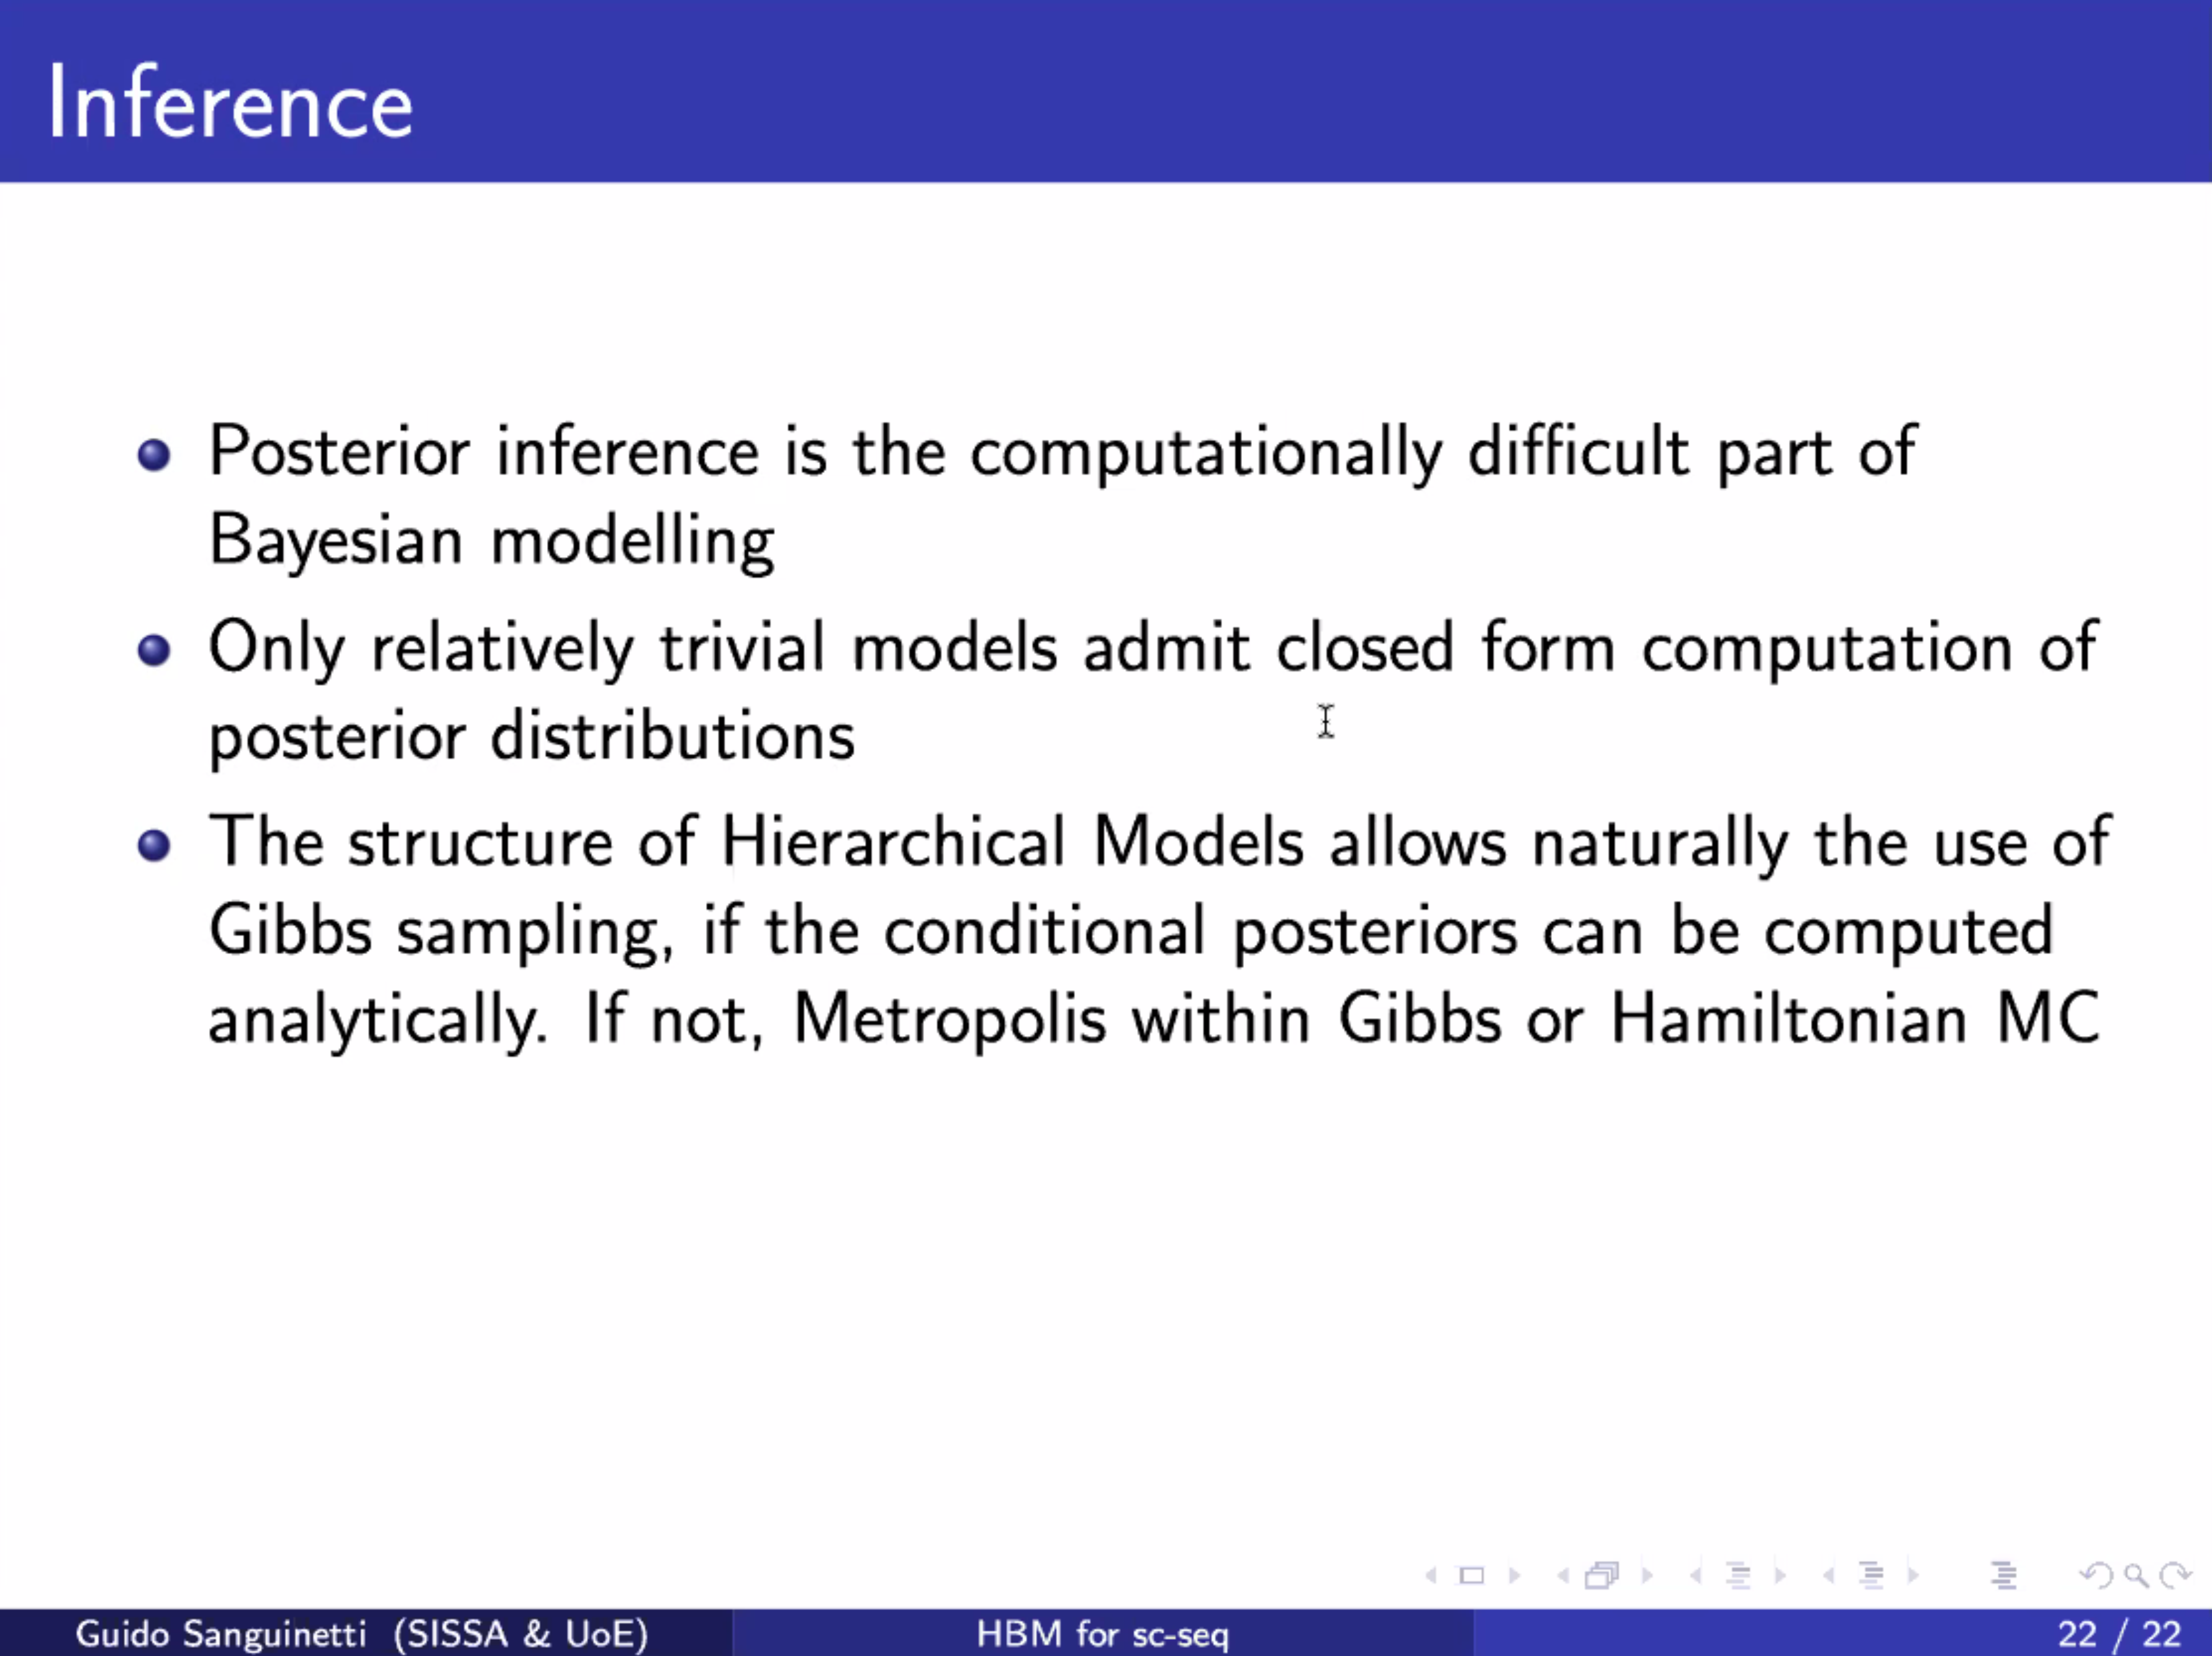 Inference
Posterior inference is the computationally difficult part of
Bayesian modelling
Only relatively trivial models admit closed form computation of
posterior distributions
The structure of Hierarchical Models allows naturally the use of
Gibbs sampling, if the conditional posteriors can be computed
analytically. If not, Metropolis within Gibbs or Hamiltonian MC
Guido Sanguinetti (SISSA & UoE)
HBM for sc-seq
22 / 22